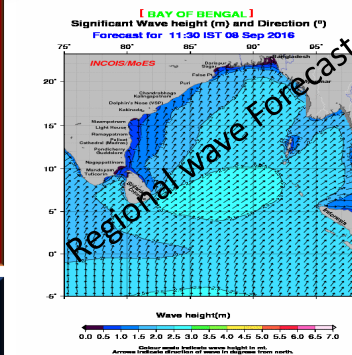 [ BAY OF BENGAL ]
Significant Wave height (m) and Direction (º)
Forecast for 11:30 IST 08 Sep 2016
75° 80° 85° 90° 95°
INCOIS/MoES
Bangladesh
Puri
20°
Chandrabhaga
Kalingapatnam
Dolphin's Nose (VSP)
Kakinada
Nizampatnam
15°
Light House
Ramayapatnam
Pulicat
Cathedral (Madras)
Pondicherry
Cuddalore
Nagapattinam
10°
Mandapam
Tuticorin
5°
Indonesia
0°
-5°
Regional wave Forecast
Wave height(m)
0.0 0.5 1.0 1.5 2.0 2.5 3.0 3.5 4.0 4.5 5.0 5.5 6.0 6.5 7.0
Colour scale indicate wave height in mt.
Arrows indicate direction of wave in degrees from north.